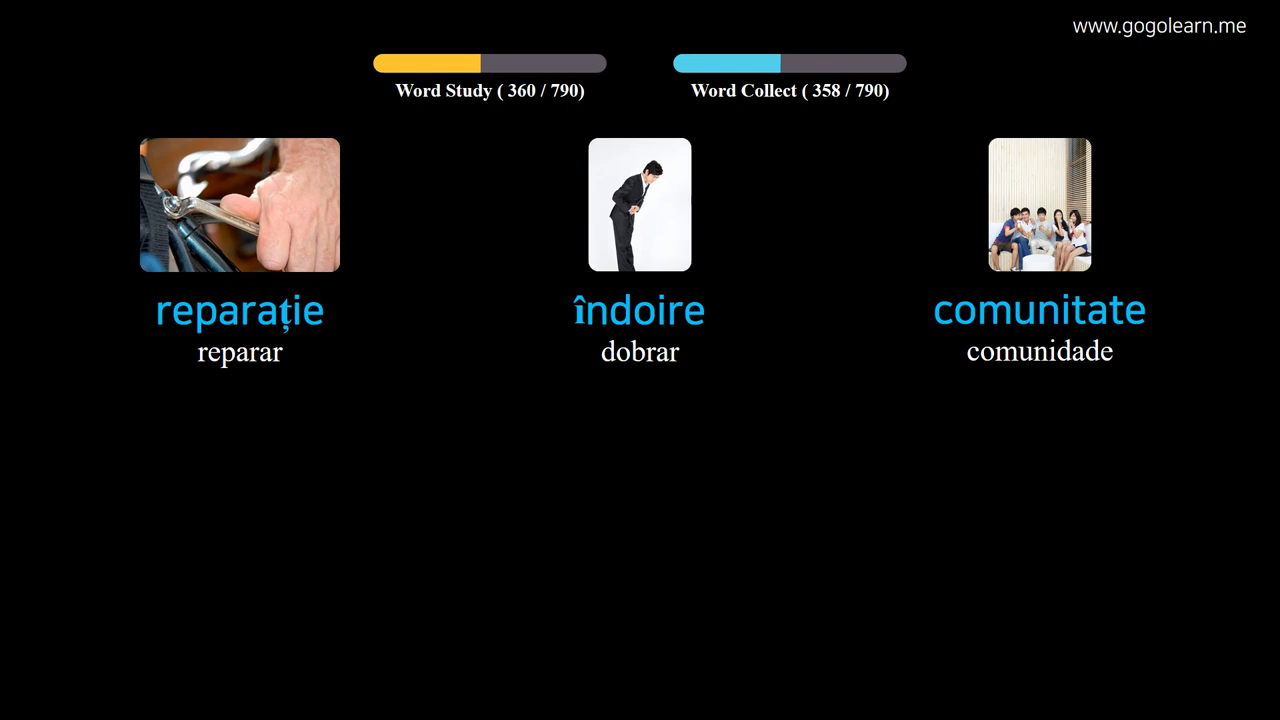 www.gogolearn.me
Word Study ( 360 / 790)
Word Collect ( 358 / 790)
reparație
îndoire
comunitate
reparar
dobrar
comunidade